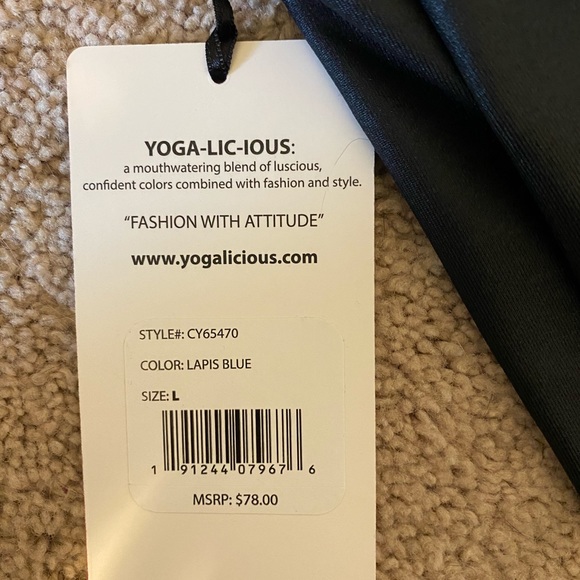 YOGA-LIC-IOUS:
a mouthwatering blend of luscious,
confident colors combined with fashion and style.
“FASHION WITH ATTITUDE”
www.yogalicious.com
STYLE#: CY65470
COLOR: LAPIS BLUE
SIZE: L
1 91244 07967 6
MSRP: $78.00